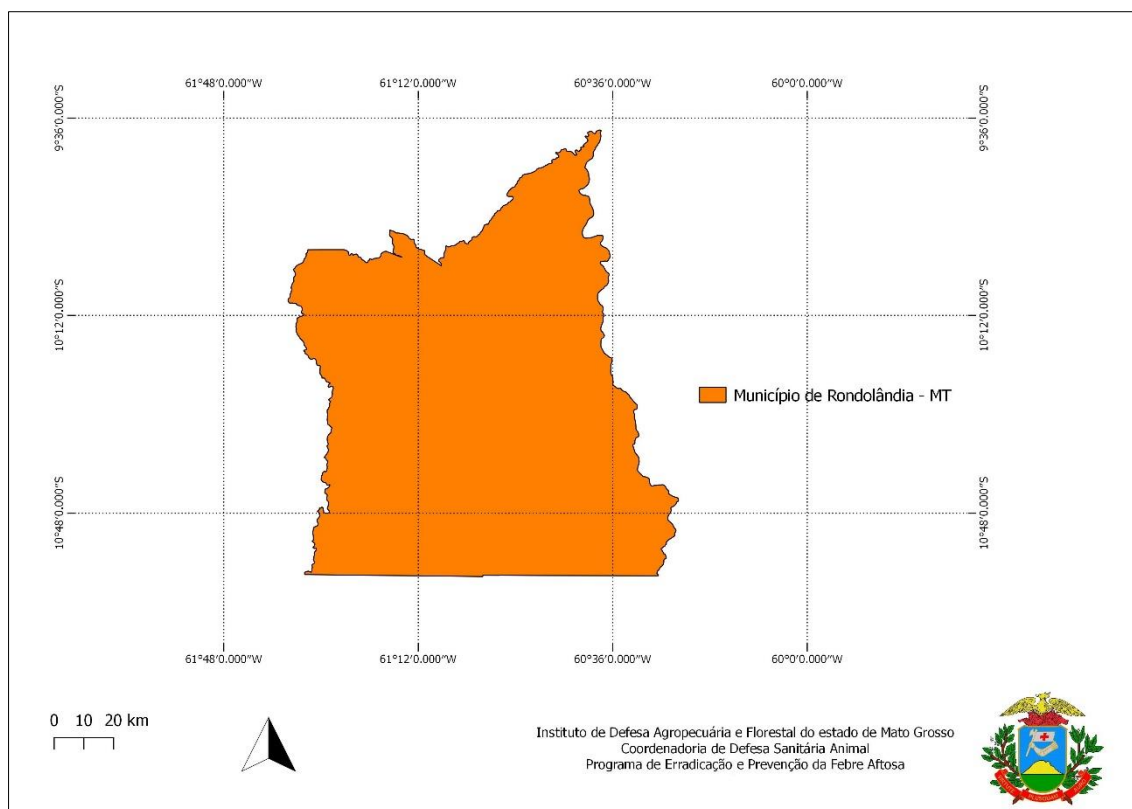 61°48'0.000"W 61°12'0.000"W 60°36'0.000"W 60°0'0.000"W
9°36'0.000"S 9°36'0.000"S
10°12'0.000"S 10°12'0.000"S
Município de Rondolândia - MT
10°48'0.000"S 10°48'0.000"S
61°48'0.000"W 61°12'0.000"W 60°36'0.000"W 60°0'0.000"W
0 10 20 km
Instituto de Defesa Agropecuária e Florestal do estado de Mato Grosso
Coordenadoria de Defesa Sanitária Animal
Programa de Erradicação e Prevenção da Febre Aftosa